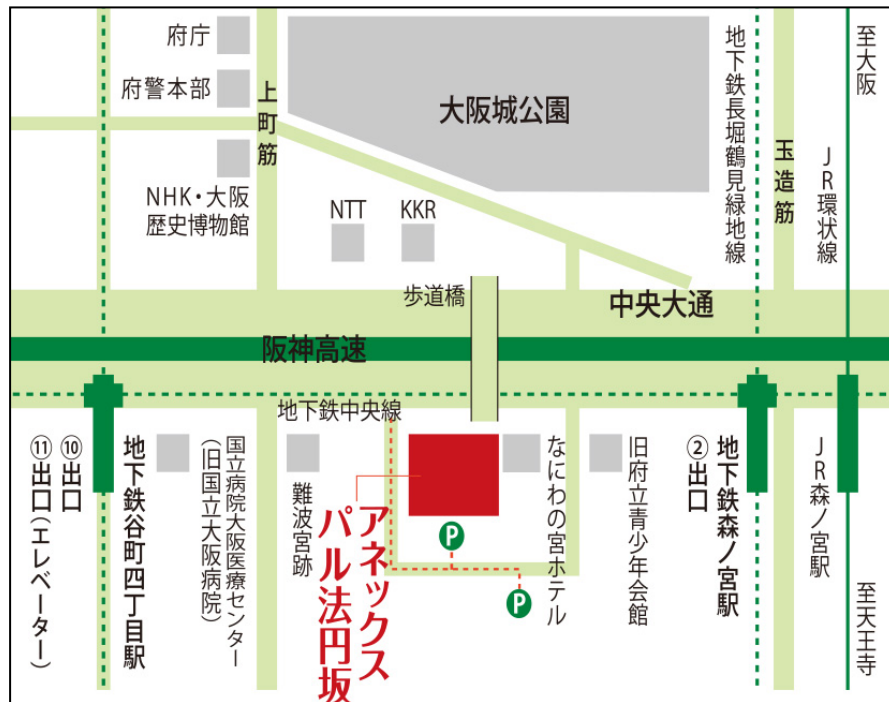 府庁
府警本部
上町筋
NHK・大阪
歴史博物館
大阪城公園
NTT
KKR
地下鉄長堀鶴見緑地線
玉造筋
JR環状線
至大阪
歩道橋
中央大通
阪神高速
地下鉄中央線
⑪出口(エレベーター)
⑩出口
地下鉄谷町四丁目駅
国立病院大阪医療センター
(旧国立大阪病院)
難波宮跡
アネックス
パル法円坂
P
P
なにわの宮ホテル
旧府立青少年会館
②出口
地下鉄森ノ宮駅
JR森ノ宮駅
至天王寺